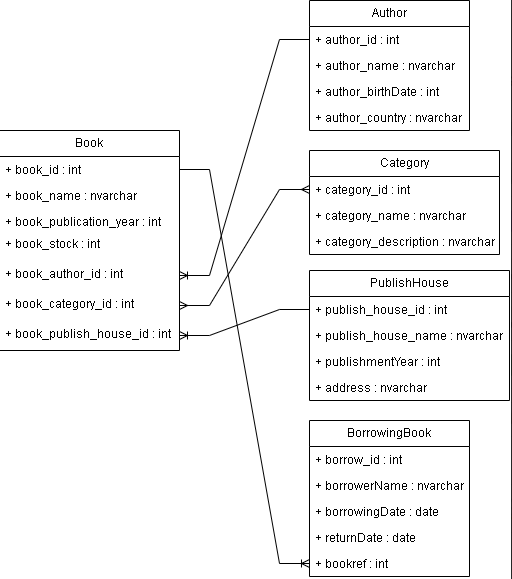 Author
+ author_id : int
+ author_name : nvarchar
+ author_birthDate : int
+ author_country : nvarchar
Book
+ book_id : int
+ book_name : nvarchar
+ book_publication_year : int
+ book_stock : int
+ book_author_id : int
+ book_category_id : int
+ book_publish_house_id : int
Category
+ category_id : int
+ category_name : nvarchar
+ category_description : nvarchar
PublishHouse
+ publish_house_id : int
+ publish_house_name : nvarchar
+ publishmentYear : int
+ address : nvarchar
BorrowingBook
+ borrow_id : int
+ borrowerName : nvarchar
+ borrowingDate : date
+ returnDate : date
+ bookref : int